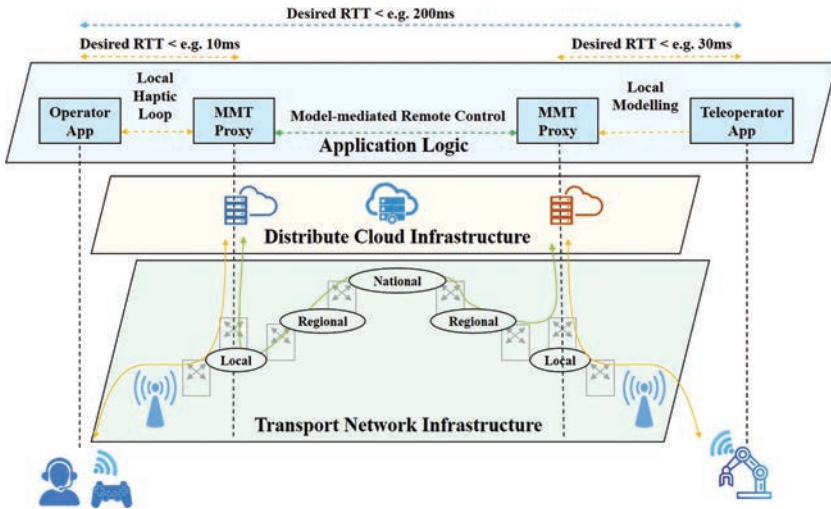 Desired RTT < e.g. 200ms
Desired RTT < e.g. 10ms
Desired RTT < e.g. 30ms
Operator
App
Local
Haptic
Loop
MMT
Proxy
Model-mediated Remote Control
MMT
Proxy
Local
Modelling
Teleoperator
App
Application Logic
Distribute Cloud Infrastructure
National
Regional
Regional
Local
Local
Transport Network Infrastructure